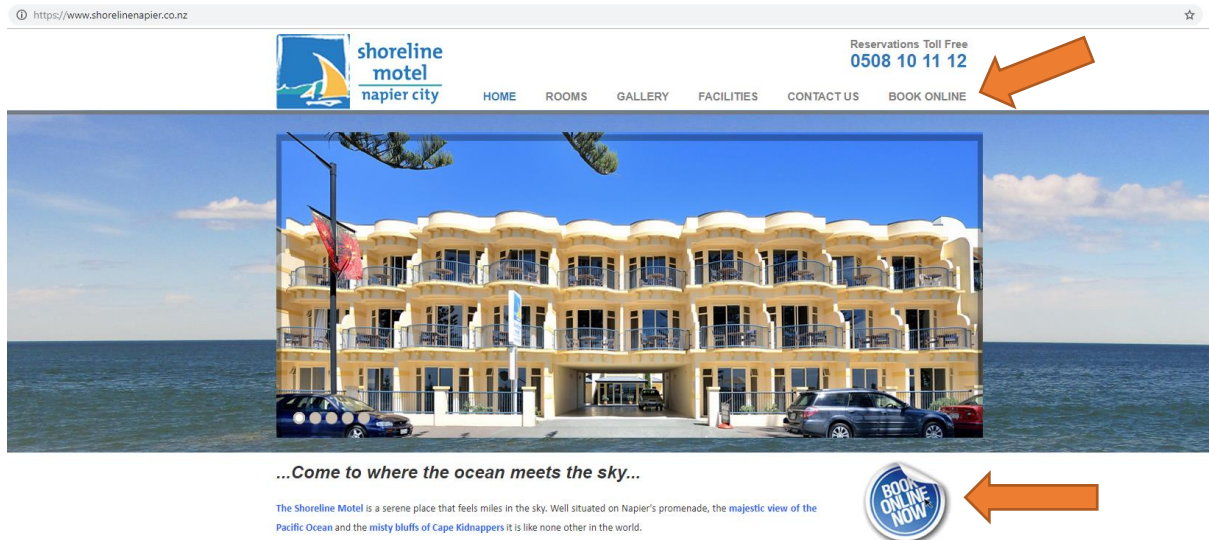 https://www.shorelinenapier.co.nz
shoreline
motel
napier city
Reservations Toll Free
0508 10 11 12
HOME ROOMS GALLERY FACILITIES CONTACT US BOOK ONLINE
...Come to where the ocean meets the sky...
The Shoreline Motel is a serene place that feels miles in the sky. Well situated on Napier's promenade, the majestic view of the
Pacific Ocean and the misty bluffs of Cape Kidnappers it is like none other in the world.
BOOK
ONLINE
NOW